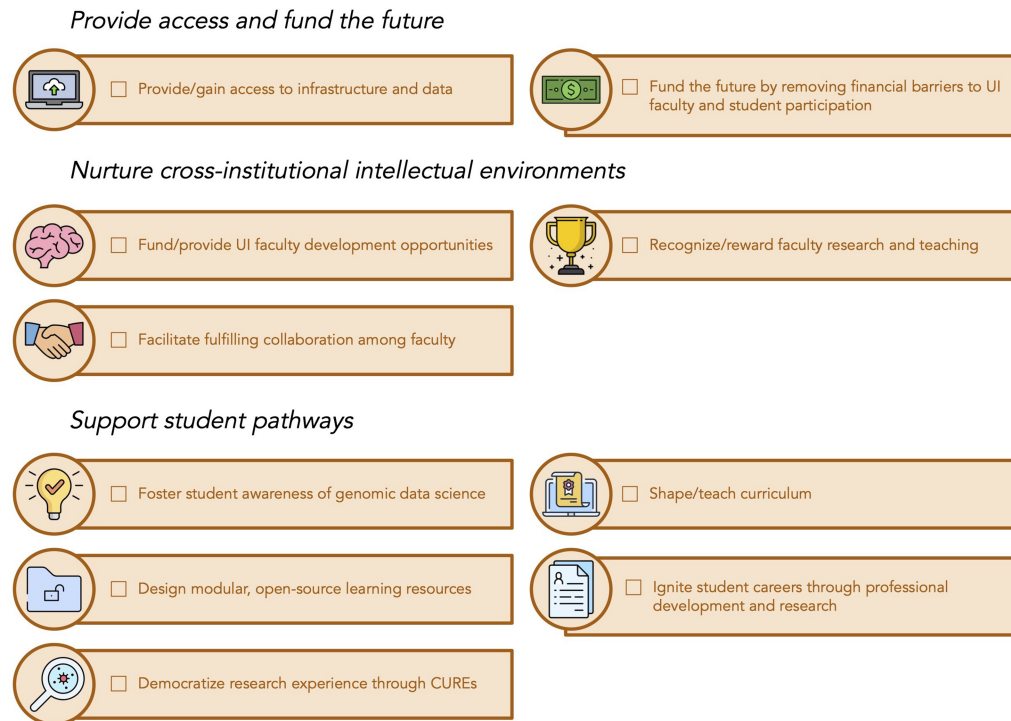 Provide access and fund the future
Provide/gain access to infrastructure and data
Fund the future by removing financial barriers to UI
faculty and student participation
Nurture cross-institutional intellectual environments
Fund/provide UI faculty development opportunities
Recognize/reward faculty research and teaching
Facilitate fulfilling collaboration among faculty
Support student pathways
Foster student awareness of genomic data science
Shape/teach curriculum
Design modular, open-source learning resources
Ignite student careers through professional
development and research
Democratize research experience through CUREs